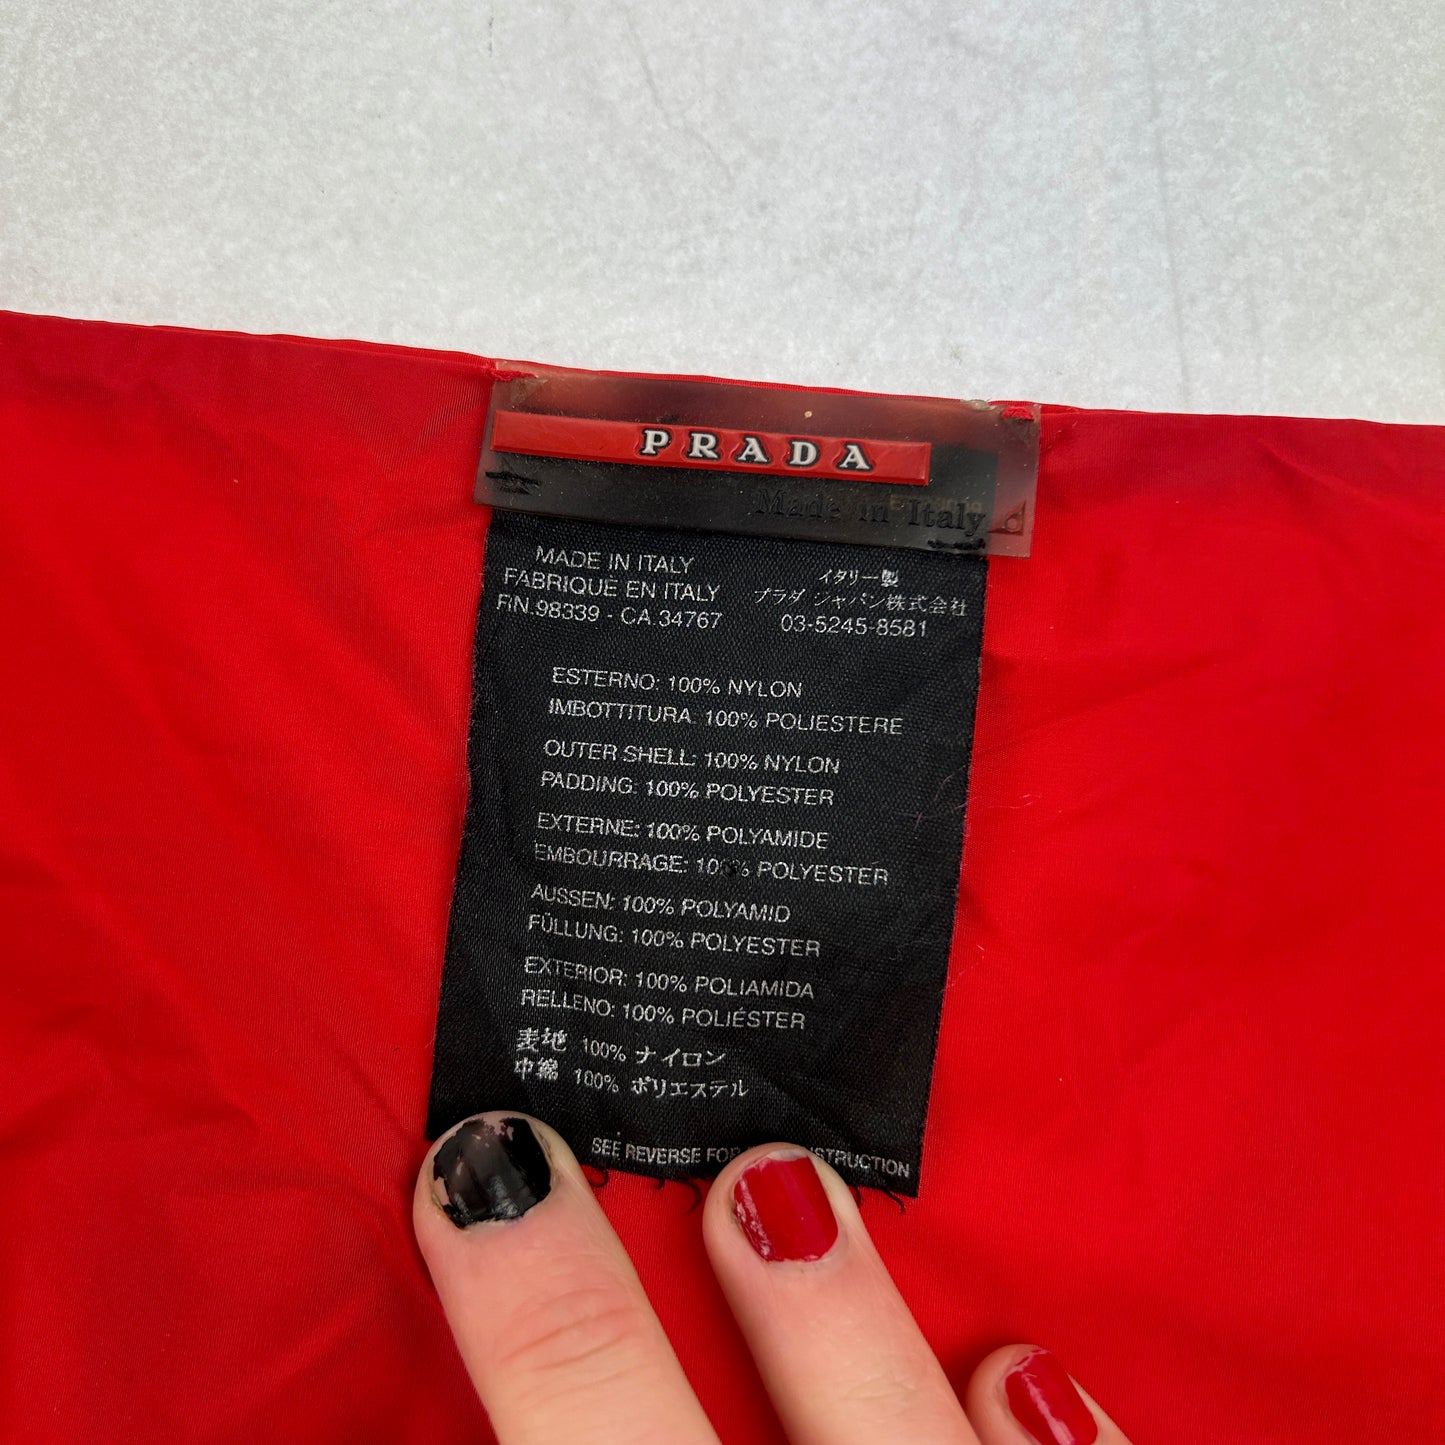 PRADA
Made in Italy
MADE IN ITALY
FABRIQUÉ EN ITALY
RN.98339 - CA 34767
イタリー製
プラダ ジャパン株式会社
03-5245-8581
ESTERNO: 100% NYLON
IMBOTTITURA 100% POLIESTERE
OUTER SHELL: 100% NYLON
PADDING: 100% POLYESTER
EXTERNE: 100% POLYAMIDE
EMBOURRAGE: 100% POLYESTER
AUSSEN: 100% POLYAMID
FÜLLUNG: 100% POLYESTER
EXTERIOR: 100% POLIAMIDA
RELLENO: 100% POLIÉSTER
表地 100% ナイロン
中綿 100% ポリエステル
SEE REVERSE FOR